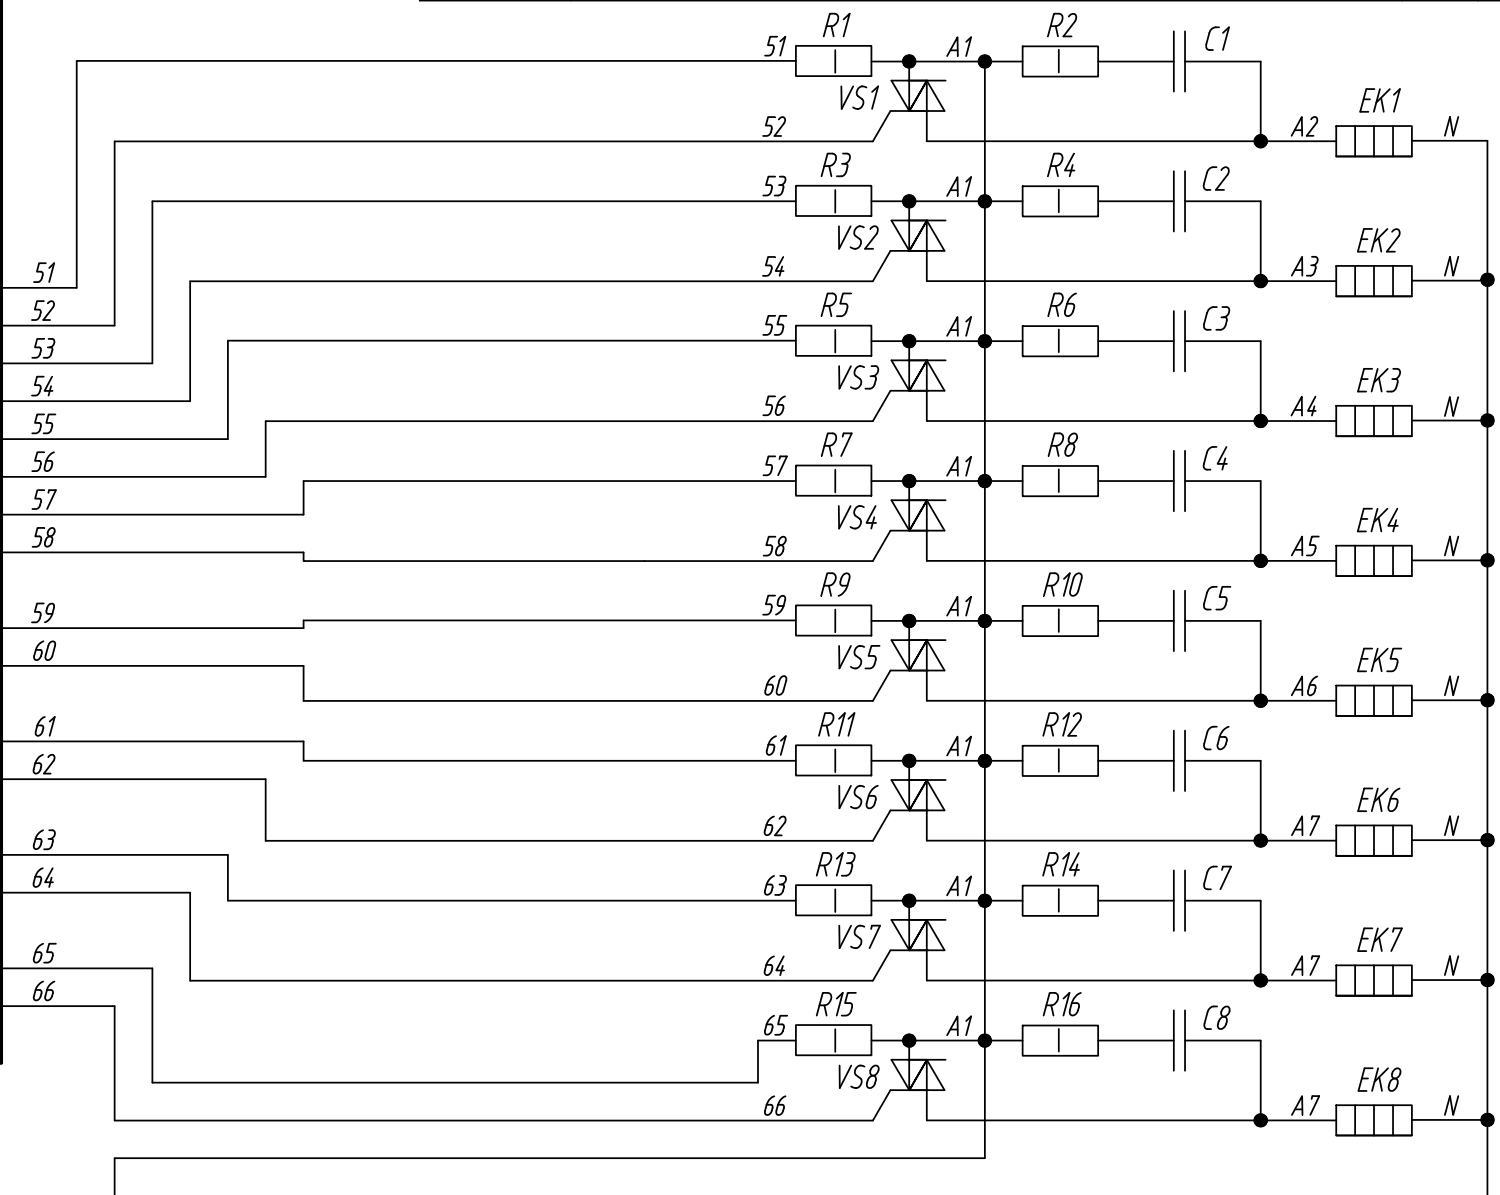 R1 R2 C1
51 A1
VS1 EK1
52 A2 N
R3 R4 C2
53 A1
VS2 EK2
51 54 A3 N
52 R5 R6 C3
53 55 A1
54 VS3 EK3
55 56 A4 N
56 R7 R8 C4
57 57 A1
58 VS4 EK4
58 A5 N
59 R9 R10 C5
60 59 A1
VS5 EK5
60 A6 N
61 R11 R12 C6
62 61 A1
VS6 EK6
62 A7 N
63 R13 R14 C7
64 63 A1
VS7 EK7
65 64 A7 N
66 R15 R16 C8
65 A1
VS8 EK8
66 A7 N